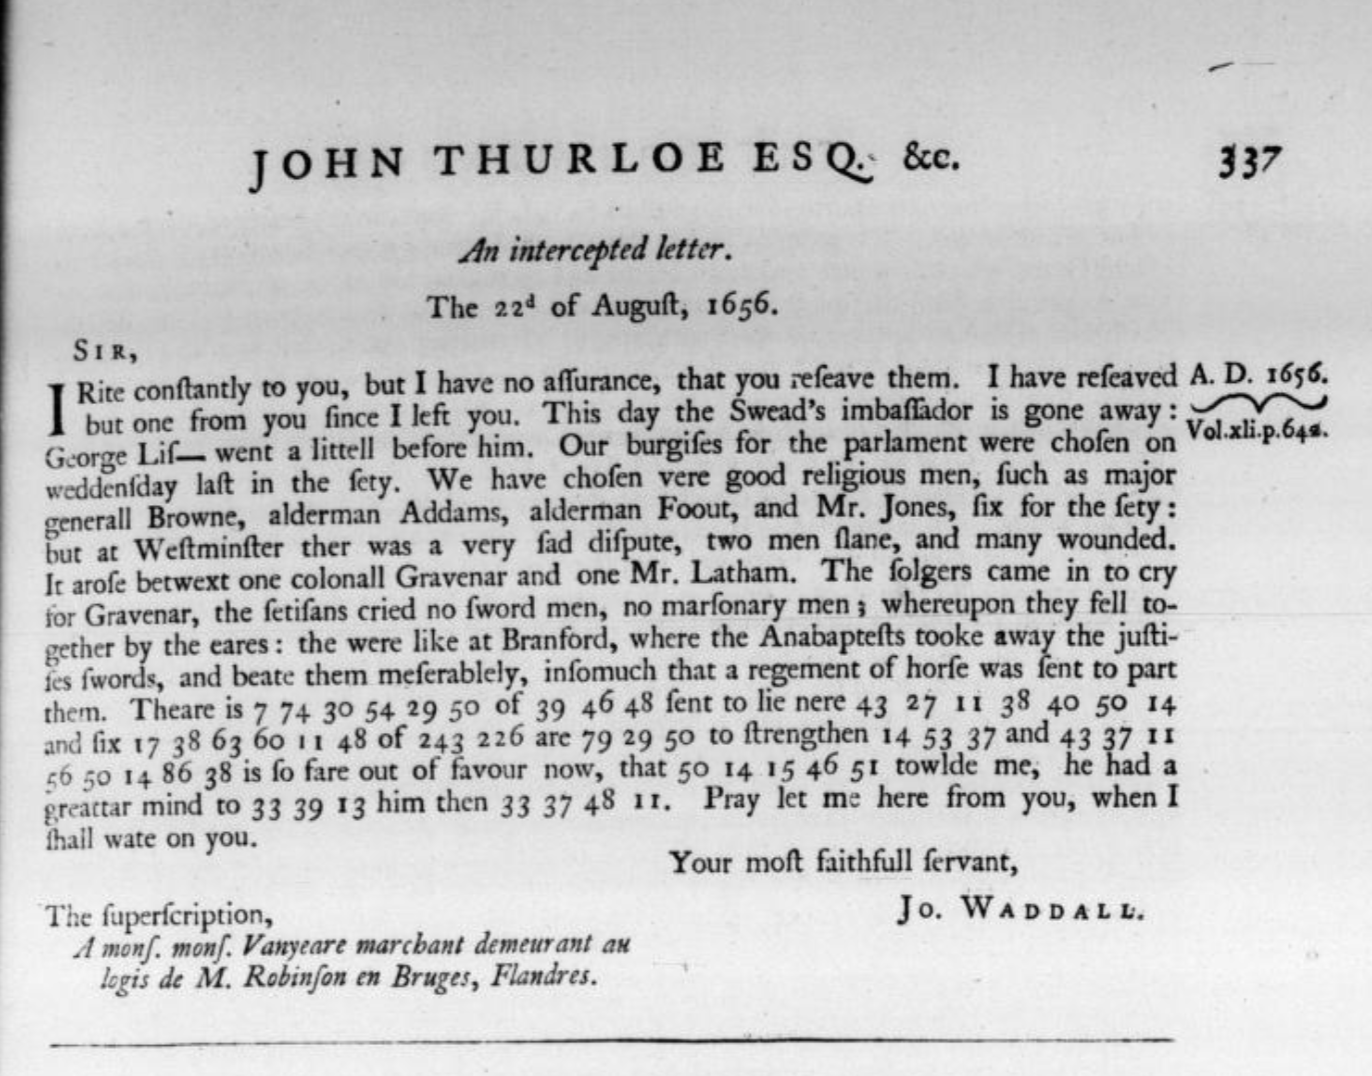 JOHN THURLOE ESQ. &c. 337
An intercepted letter.
The 22d of Auguſt, 1656.
SIR,
I Rite conſtantly to you, but I have no aſſurance, that you reſeave them. I have reſeaved A. D. 1656.
but one from you ſince I left you. This day the Swead's imbaſſador is gone away: Vol.xli.p.642.
George Liſ— went a littell before him. Our burgiſes for the parlament were choſen on
weddenſday laſt in the ſety. We have choſen vere good religious men, ſuch as major
generall Browne, alderman Addams, alderman Foout, and Mr. Jones, ſix for the ſety:
but at Weſtminſter ther was a very ſad diſpute, two men ſlane, and many wounded.
It aroſe betwext one colonall Gravenar and one Mr. Latham. The ſolgers came in to cry
for Gravenar, the ſetiſans cried no ſword men, no marſonary men; whereupon they fell to-
gether by the eares: the were like at Branford, where the Anabapteſts tooke away the juſti-
ſes ſwords, and beate them meſerablely, inſomuch that a regement of horſe was ſent to part
them. Theare is 7 74 30 54 29 50 of 39 46 48 ſent to lie nere 43 27 11 38 40 50 14
and ſix 17 38 63 60 11 48 of 243 226 are 79 29 50 to ſtrengthen 14 53 37 and 43 37 11
56 50 14 86 38 is ſo fare out of favour now, that 50 14 15 46 51 towlde me, he had a
greattar mind to 33 39 13 him then 33 37 48 11. Pray let me here from you, when I
ſhall wate on you.
Your moſt faithfull ſervant,
JO. WADDALL.
The ſuperſcription,
A monſ. monſ. Vanyeare marchant demeurant au
logis de M. Robinſon en Bruges, Flandres.